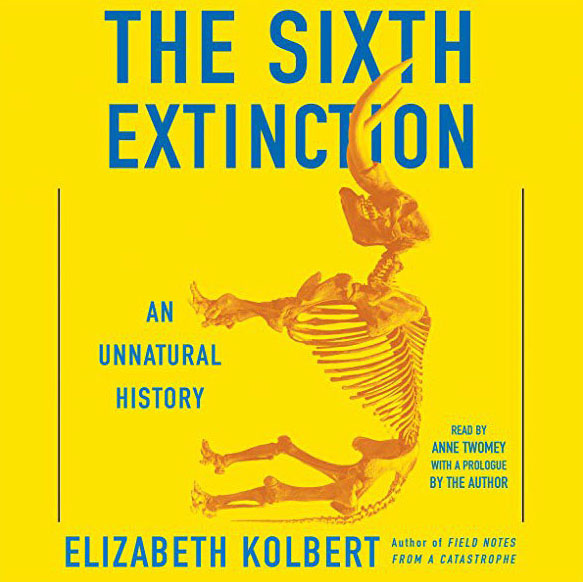 THE SIXTH
EXTINCTION
AN
UNNATURAL
HISTORY
READ BY
ANNE TWOMEY
WITH A PROLOGUE
BY THE AUTHOR
ELIZABETH KOLBERT
Author of FIELD NOTES
FROM A CATASTROPHE